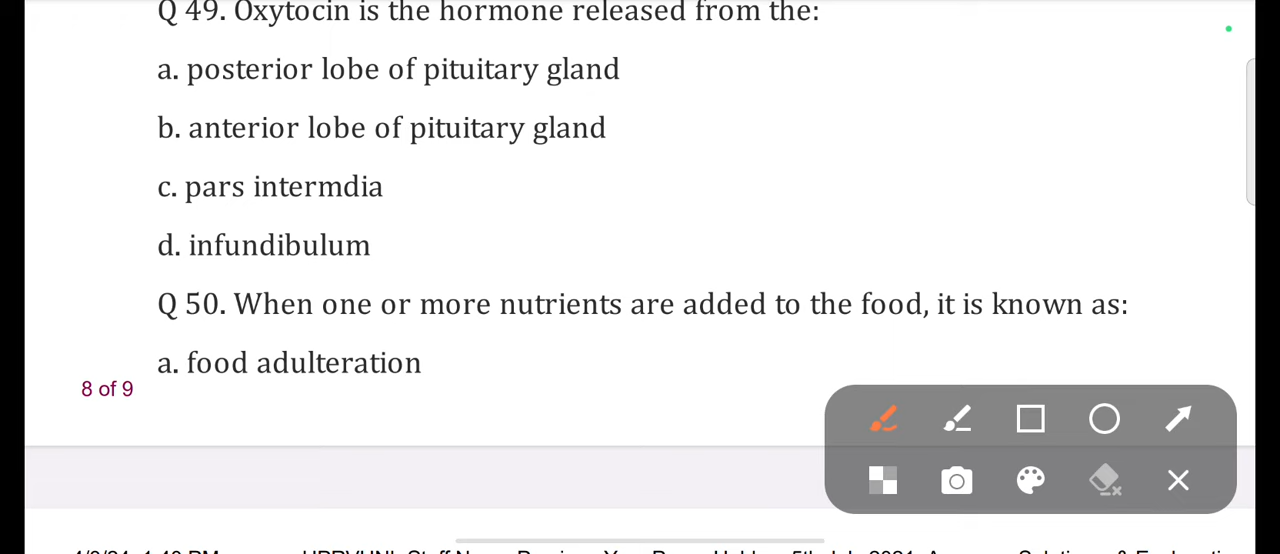 Q 49. Oxytocin is the hormone released from the:
a. posterior lobe of pituitary gland
b. anterior lobe of pituitary gland
c. pars intermdia
d. infundibulum
Q 50. When one or more nutrients are added to the food, it is known as:
a. food adulteration
8 of 9